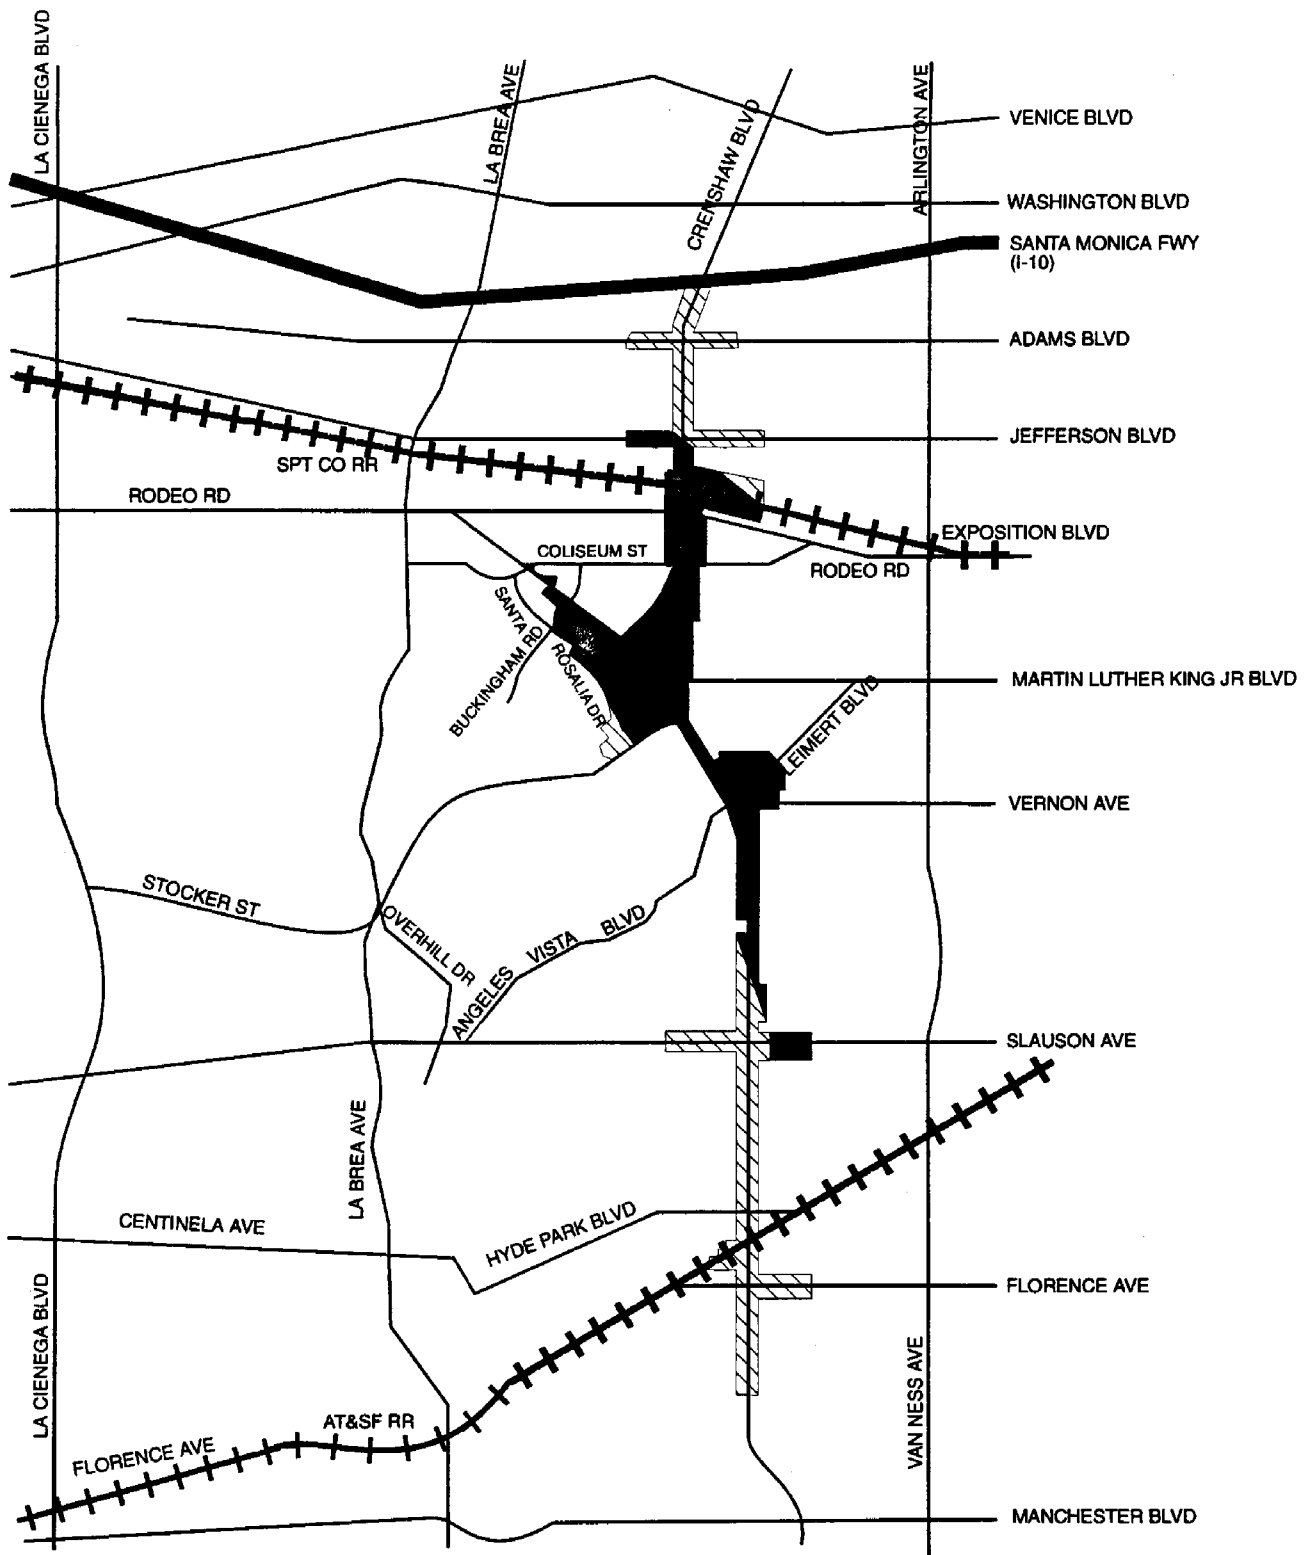 LA CIENEGA BLVD
LA BREA AVE
CRENSHAW BLVD
ARLINGTON AVE
VENICE BLVD
WASHINGTON BLVD
SANTA MONICA FWY
(I-10)
ADAMS BLVD
JEFFERSON BLVD
SPT CO RR
RODEO RD
EXPOSITION BLVD
COLISEUM ST
RODEO RD
SANTA
ROSALIA DR
BUCKINGHAM RD
MARTIN LUTHER KING JR BLVD
LEIMERT BLVD
VERNON AVE
STOCKER ST
OVERHILL DR
ANGELES VISTA BLVD
SLAUSON AVE
LA BREA AVE
CENTINELA AVE
HYDE PARK BLVD
FLORENCE AVE
LA CIENEGA BLVD
VAN NESS AVE
AT&SF RR
FLORENCE AVE
MANCHESTER BLVD